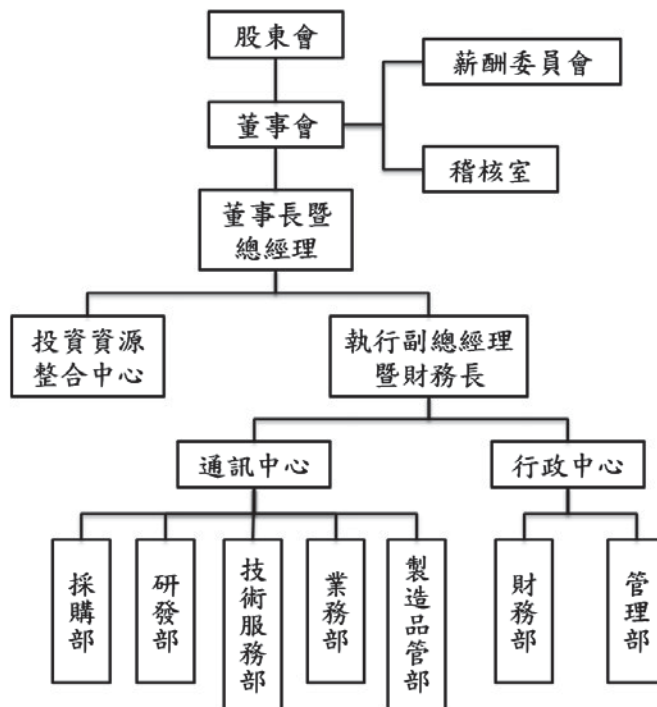 股東會
薪酬委員會
董事會
稽核室
董事長暨
總經理
投資資源
整合中心
執行副總經理
暨財務長
通訊中心
行政中心
採購部
研發部
技術服務部
業務部
製造品管部
財務部
管理部